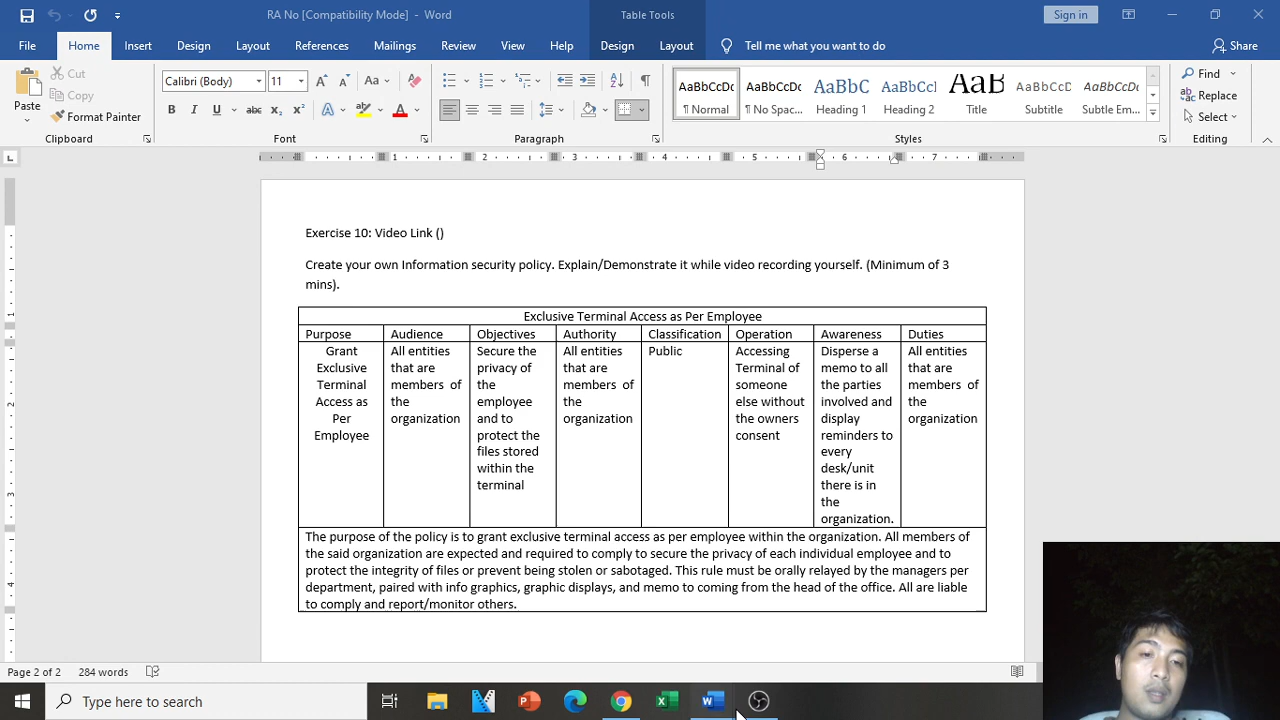 RA No [Compatibility Mode] - Word
Table Tools
Sign in
File
Home
Insert
Design
Layout
References
Mailings
Review
View
Help
Design
Layout
Tell me what you want to do
Share
Paste
Cut
Copy
Format Painter
Clipboard
Calibri (Body)
11
Font
Paragraph
AaBbCcDc
¶ Normal
AaBbCcDc
¶ No Spac...
AaBbC
Heading 1
AaBbCcI
Heading 2
AaB
Title
AaBbCcD
Subtitle
AaBbCcDt
Subtle Em...
Styles
Find
Replace
Select
Editing
1 2 3 4 5 6 7
Exercise 10: Video Link ()
Create your own Information security policy. Explain/Demonstrate it while video recording yourself. (Minimum of 3
mins).
Exclusive Terminal Access as Per Employee
Purpose
Audience
Objectives
Authority
Classification
Operation
Awareness
Duties
Grant
Exclusive
Terminal
Access as
Per
Employee
All entities
that are
members of
the
organization
Secure the
privacy of
the
employee
and to
protect the
files stored
within the
terminal
All entities
that are
members of
the
organization
Public
Accessing
Terminal of
someone
else without
the owners
consent
Disperse a
memo to all
the parties
involved and
display
reminders to
every
desk/unit
there is in
the
organization.
All entities
that are
members of
the
organization
The purpose of the policy is to grant exclusive terminal access as per employee within the organization. All members of
the said organization are expected and required to comply to secure the privacy of each individual employee and to
protect the integrity of files or prevent being stolen or sabotaged. This rule must be orally relayed by the managers per
department, paired with info graphics, graphic displays, and memo to coming from the head of the office. All are liable
to comply and report/monitor others.
Page 2 of 2
284 words
Type here to search